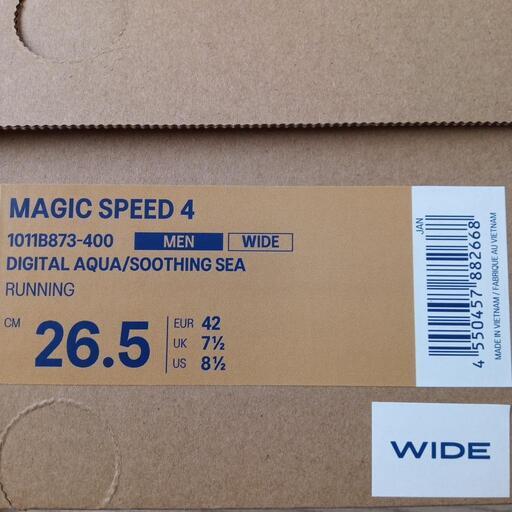 MAGIC SPEED 4
1011B873-400 MEN WIDE
DIGITAL AQUA/SOOTHING SEA
RUNNING
CM 26.5
EUR 42
UK 7½
US 8½
JAN
4 550457 882668
MADE IN VIETNAM / FABRIQUE AU VIETNAM
WIDE